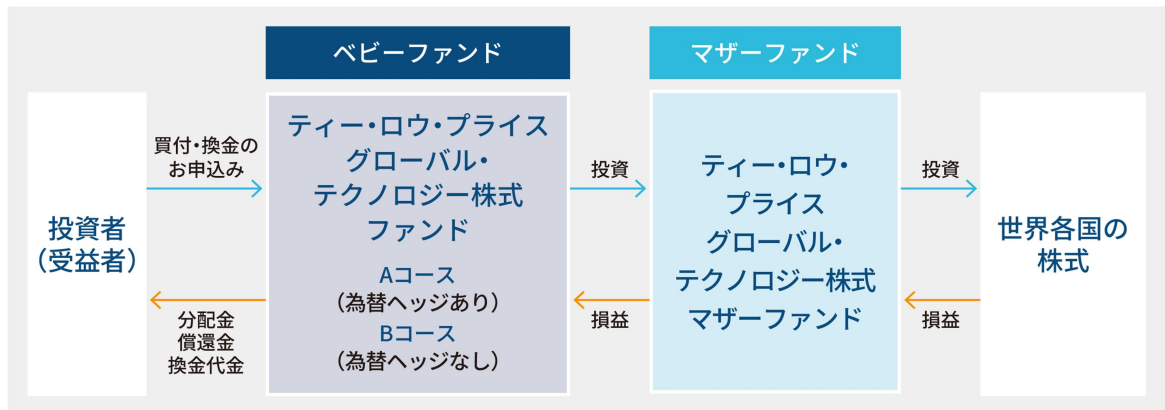 ベビーファンド
マザーファンド
投資者
（受益者）
買付・換金の
お申込み
分配金
償還金
換金代金
ティー・ロウ・プライス
グローバル・
テクノロジー株式
ファンド
Aコース
（為替ヘッジあり）
Bコース
（為替ヘッジなし）
投資
損益
ティー・ロウ・
プライス
グローバル・
テクノロジー株式
マザーファンド
投資
損益
世界各国の
株式